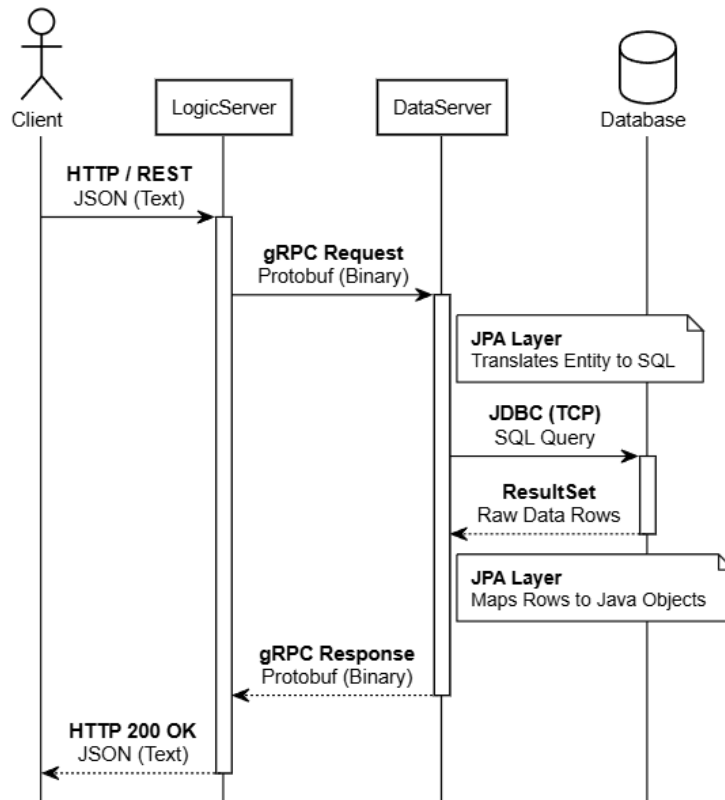 Client
LogicServer
DataServer
Database
HTTP / REST
JSON (Text)
gRPC Request
Protobuf (Binary)
JPA Layer
Translates Entity to SQL
JDBC (TCP)
SQL Query
ResultSet
Raw Data Rows
JPA Layer
Maps Rows to Java Objects
gRPC Response
Protobuf (Binary)
HTTP 200 OK
JSON (Text)